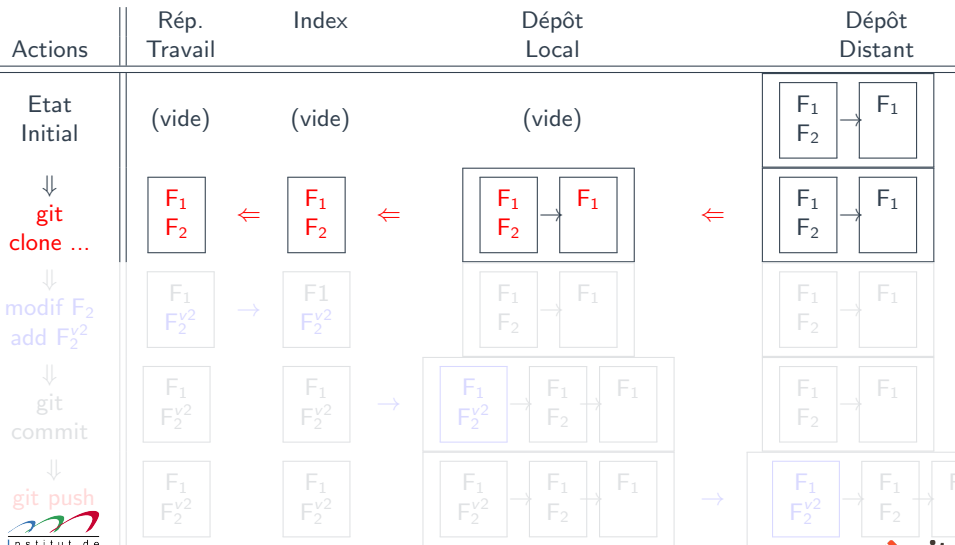 Actions Rép. Travail Index Dépôt Local Dépôt Distant
Etat Initial (vide) (vide) (vide) F₁ F₂ → F₁
⇓ git clone ... F₁ F₂ ⇐ F₁ F₂ ⇐ F₁ F₂ → F₁ ⇐ F₁ F₂ → F₁
⇓ modif F₂ add F₂ᵛ² F₁ F₂ᵛ² → F1 F₂ᵛ² F₁ F₂ → F₁ F₁ F₂ → F₁
⇓ git commit F₁ F₂ᵛ² F₁ F₂ᵛ² → F₁ F₂ᵛ² → F₁ F₂ → F₁ F₁ F₂ → F₁
⇓ git push F₁ F₂ᵛ² F₁ F₂ᵛ² F₁ F₂ᵛ² → F₁ F₂ → F₁ → F₁ F₂ᵛ² → F₁ F₂ →
Institut de